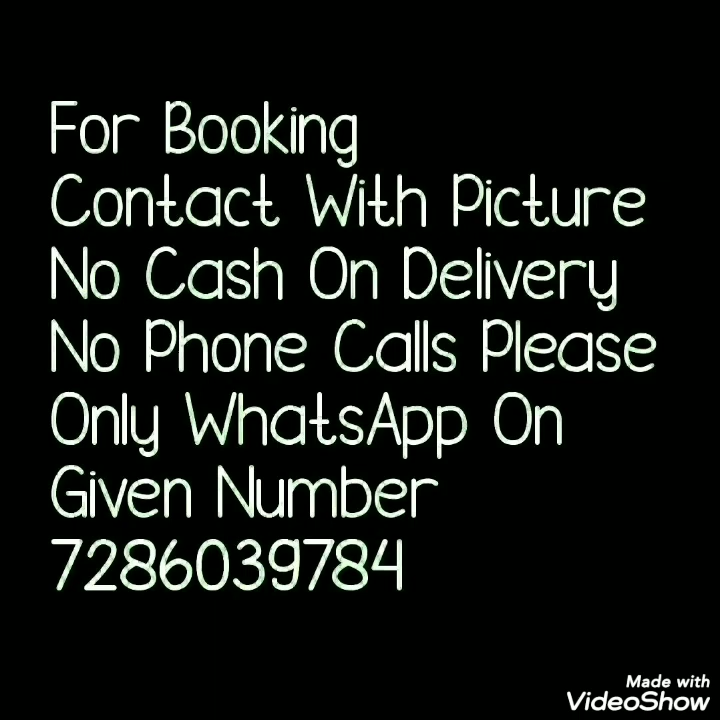 For Booking
Contact With Picture
No Cash On Delivery
No Phone Calls Please
Only WhatsApp On
Given Number
7286039784
Made with
VideoShow